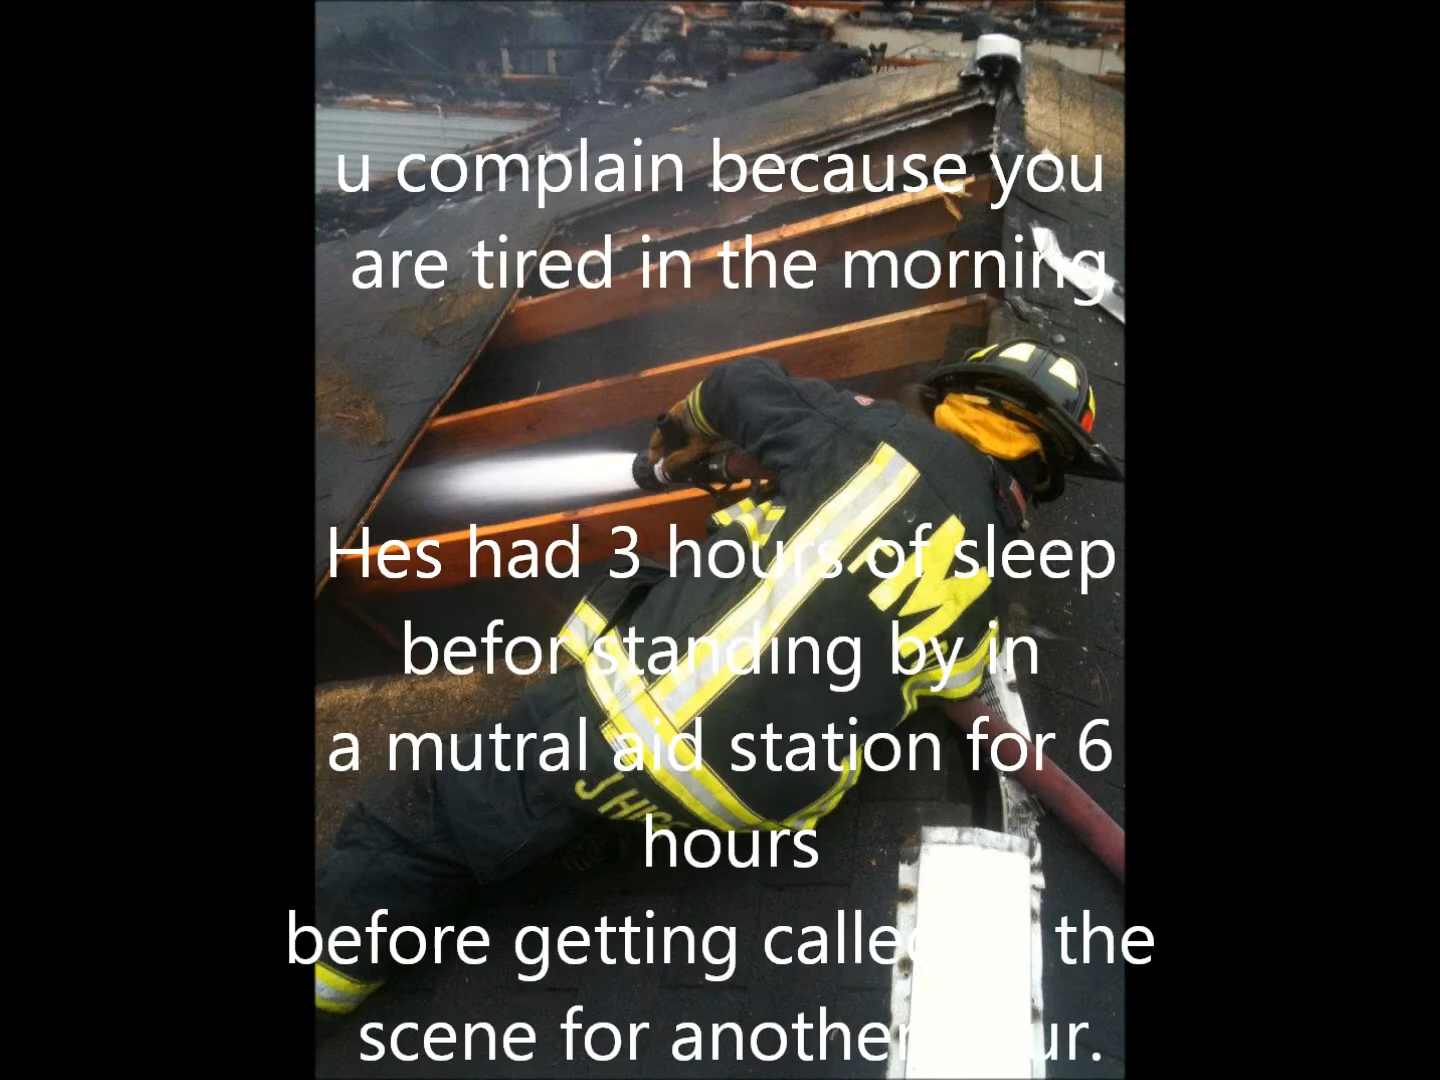 u complain because you
are tired in the morning
Hes had 3 hours of sleep
befor standing by in
a mutral aid station for 6
hours
before getting called the
scene for another